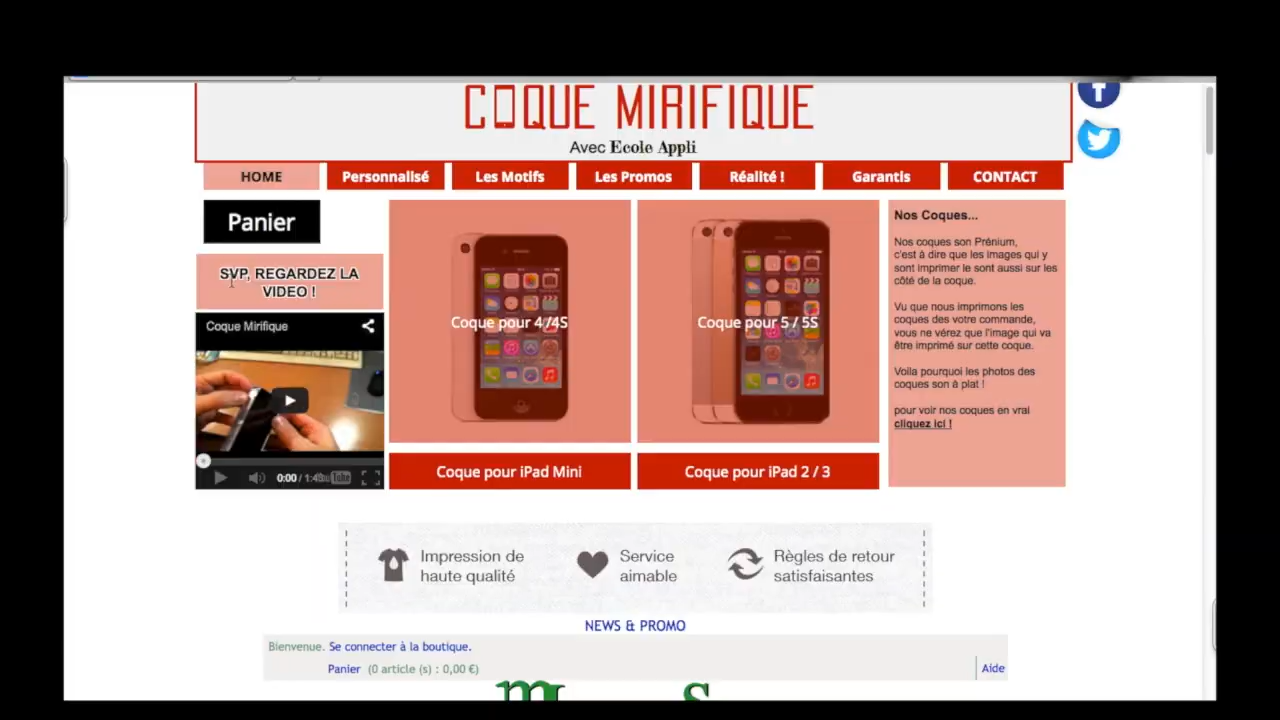 COQUE MIRIFIQUE
Avec Ecole Appli
HOME
Personnalisé
Les Motifs
Les Promos
Réalité !
Garantis
CONTACT
Panier
SVP, REGARDEZ LA
VIDEO !
Coque Mirifique
0:00 / 1:40
YouTube
Coque pour 4 /4S
Coque pour 5 / 5S
Coque pour iPad Mini
Coque pour iPad 2 / 3
Nos Coques...
Nos coques son Prénium,
c'est à dire que les images qui y
sont imprimer le sont aussi sur les
côté de la coque.
Vu que nous imprimons les
coques des votre commande,
vous ne vérez que l'image qui va
être imprimé sur cette coque.
Voila pourquoi les photos des
coques son à plat !
pour voir nos coques en vrai
cliquez ici !
Impression de
haute qualité
Service
aimable
Règles de retour
satisfaisantes
NEWS & PROMO
Bienvenue. Se connecter à la boutique.
Panier (0 article (s) : 0,00 €)
Aide